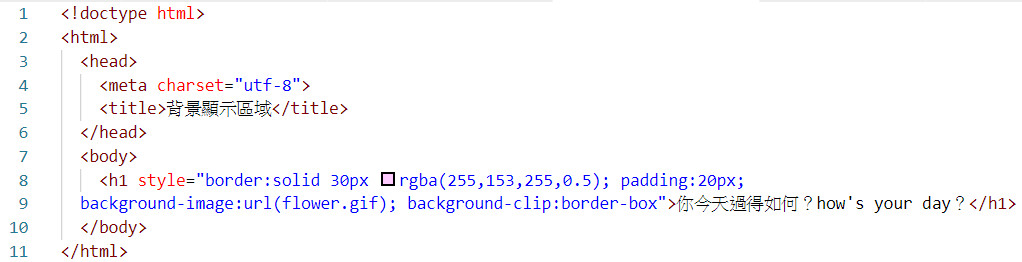 1 <!doctype html>
2 <html>
3 <head>
4 <meta charset="utf-8">
5 <title>背景顯示區域</title>
6 </head>
7 <body>
8 <h1 style="border:solid 30px rgba(255,153,255,0.5); padding:20px;
9 background-image:url(flower.gif); background-clip:border-box">你今天過得如何？how's your day？</h1>
10 </body>
11 </html>